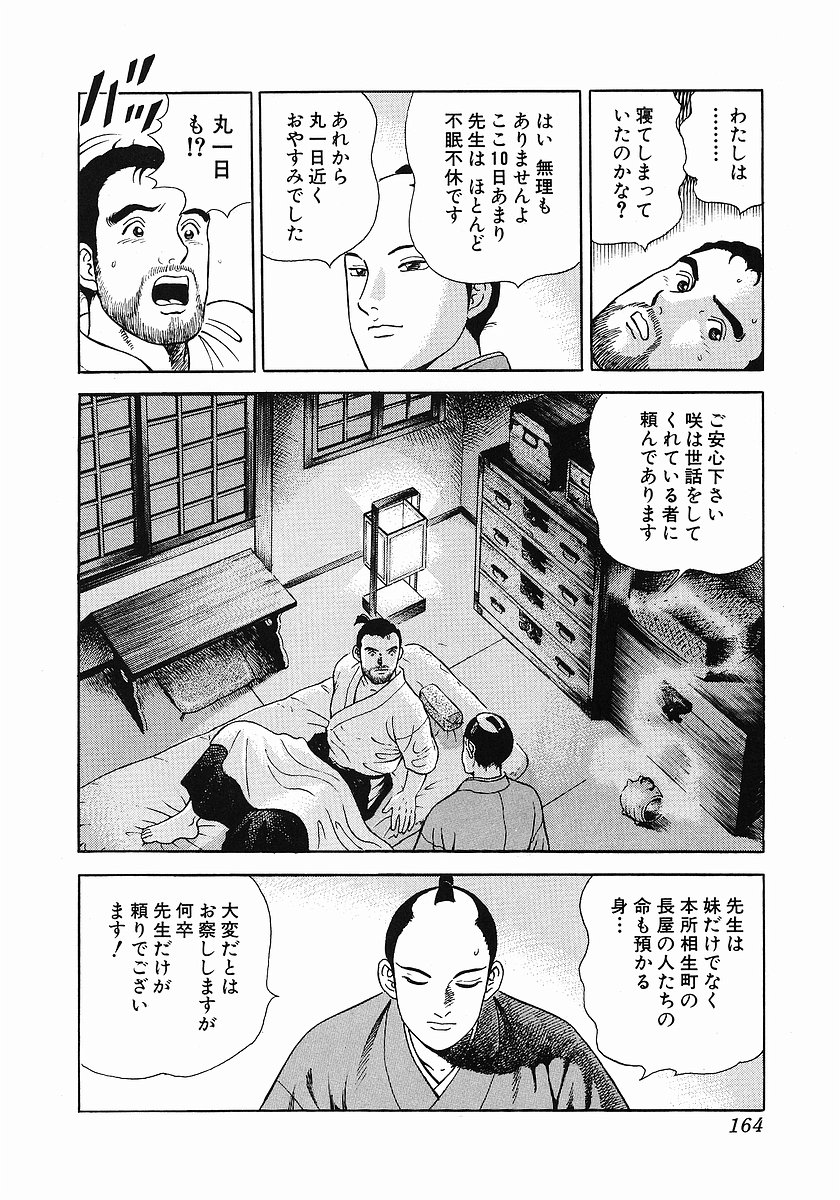 わたしは
………
寝てしまって
いたのかな？
はい 無理も
ありませんよ
ここ10日あまり
先生は ほとんど
不眠不休です
あれから
丸一日近く
おやすみでした
ガバッ
丸一日
も!?
ご安心下さい
咲は世話をして
くれている者に
頼んであります
先生は
妹だけでなく
本所相生町の
長屋の人たちの
命も預かる
身…
大変だとは
お察ししますが
何卒
先生だけが
頼りでござい
ます！
164